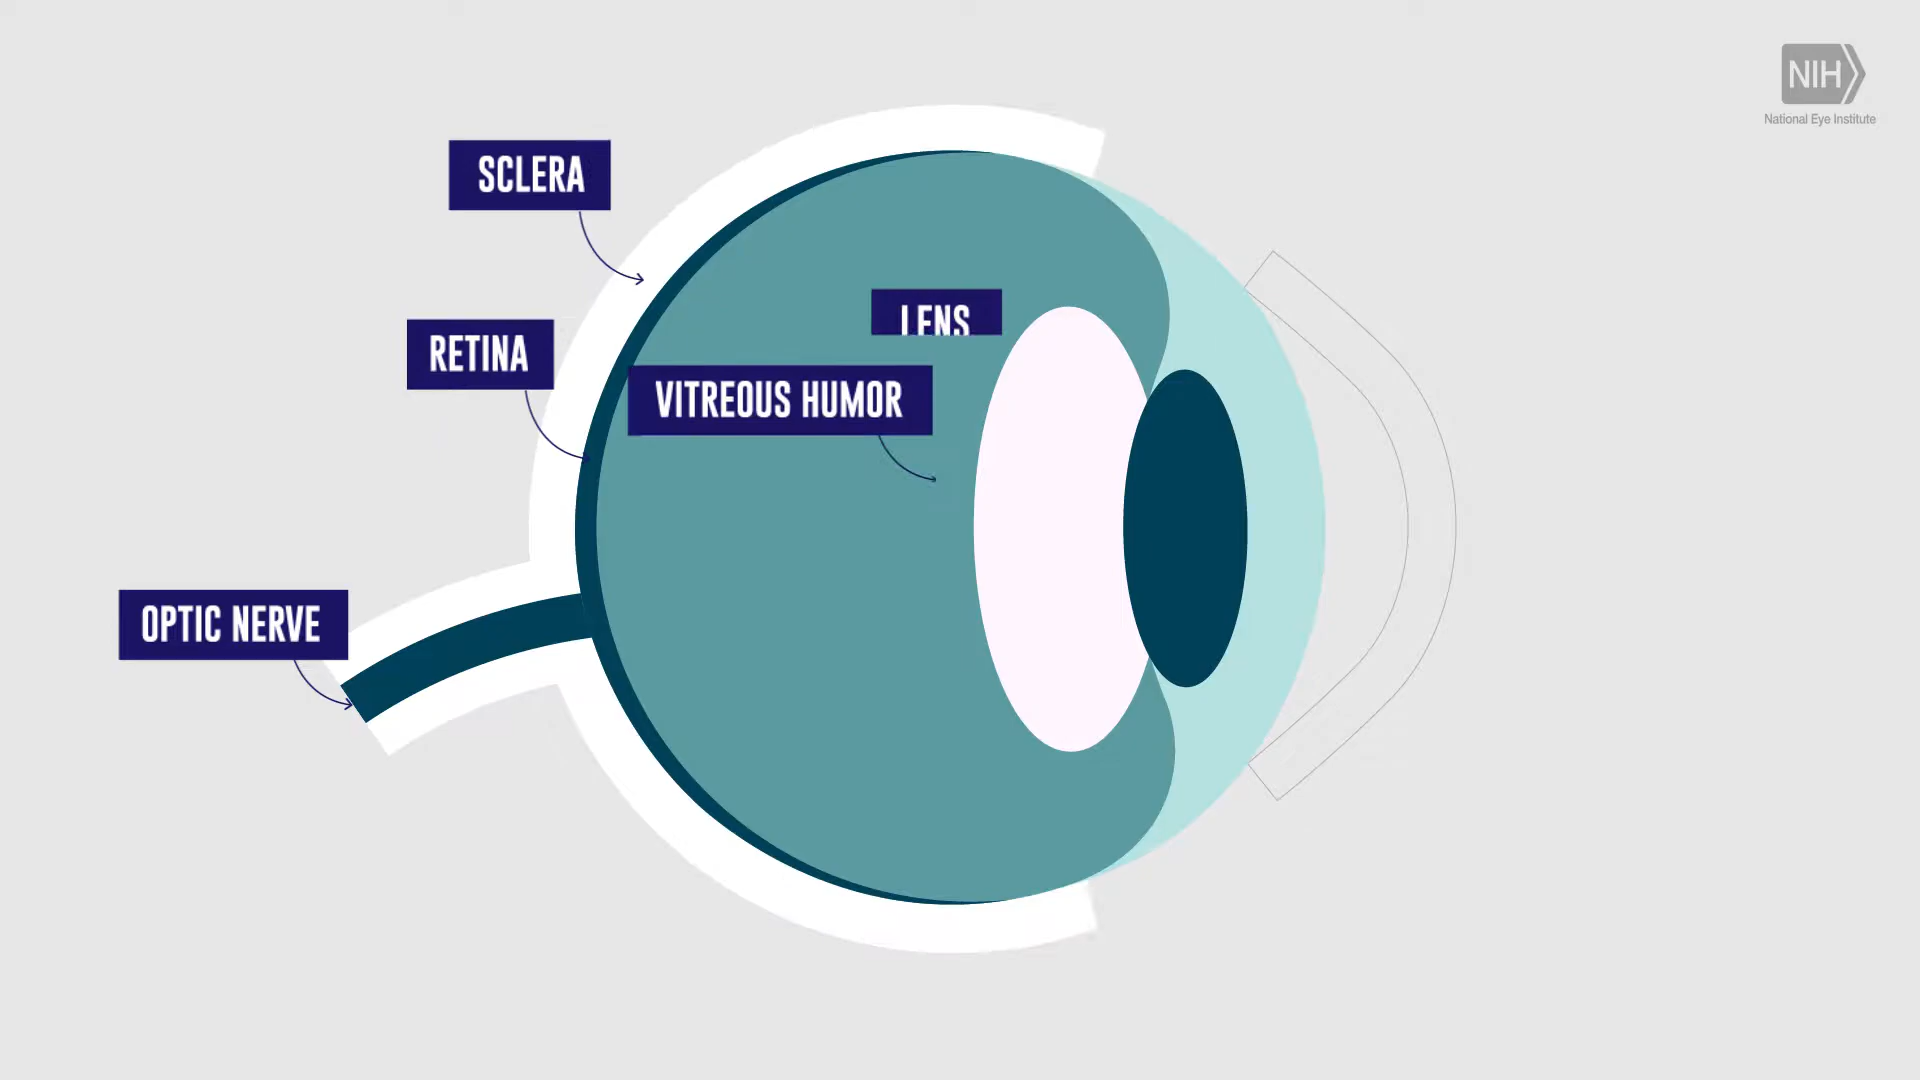 NIH
National Eye Institute
SCLERA
LENS
RETINA
VITREOUS HUMOR
OPTIC NERVE